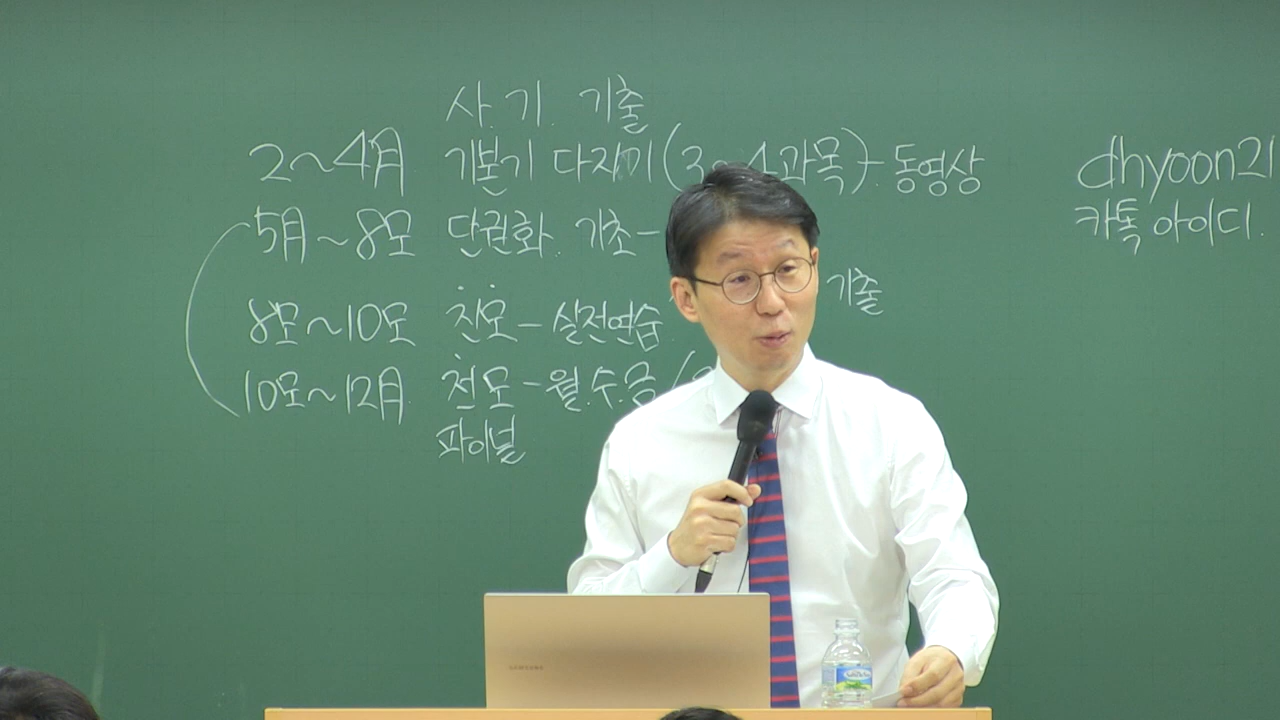 사. 기. 기출
2~4月 기본기 다지미(3~4과목)- 동영상
5月~8모 단권화. 기초-
기출
8모~10모 찬모-실전연습
10모~12月 천모-월.수.금
파이널
dhyoon21
카톡 아이디.
SAMSUNG